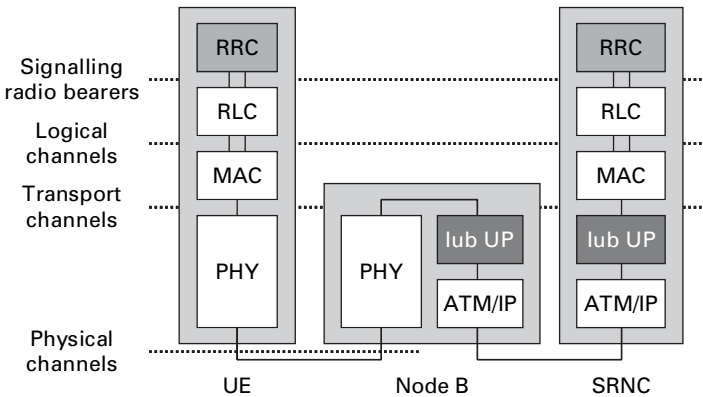 RRC
RRC
Signalling
radio bearers
RLC
RLC
Logical
channels
MAC
MAC
Transport
channels
PHY
PHY
Iub UP
Iub UP
ATM/IP
ATM/IP
Physical
channels
UE
Node B
SRNC